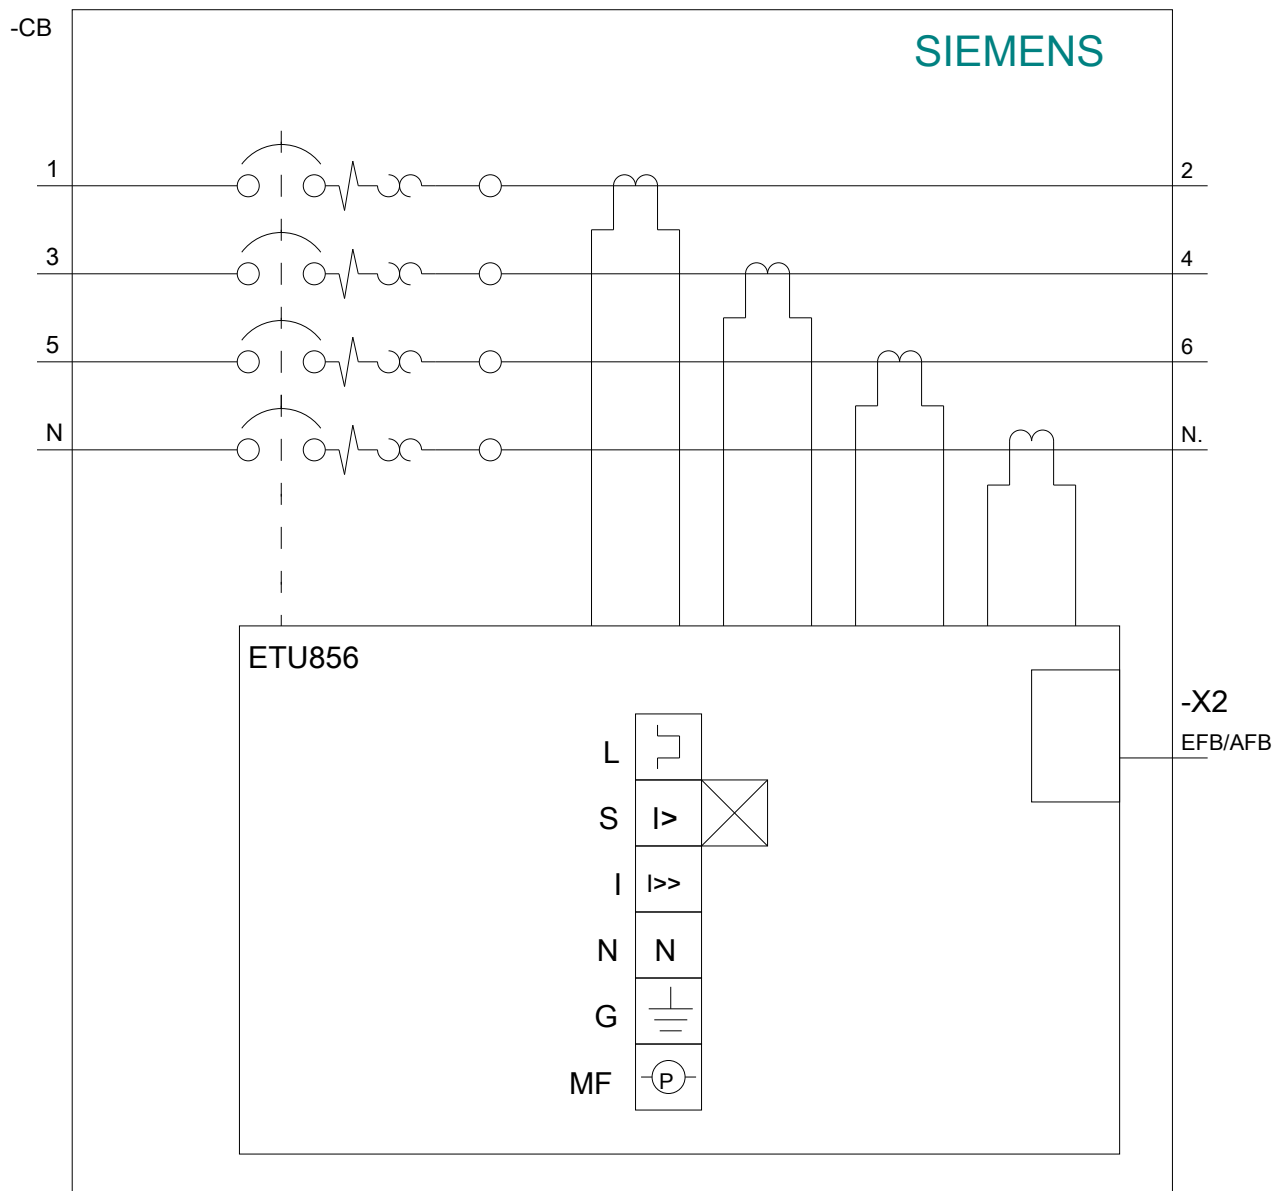 -CB
SIEMENS
1
2
3
4
5
6
N
N.
ETU856
-X2
EFB/AFB
L
S I>
I I>>
N N
G
MF P